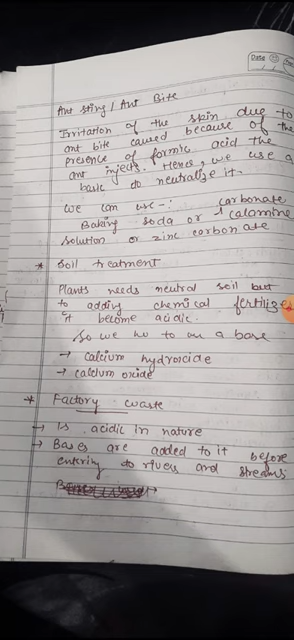 Date
Ant sting / Ant Bite
Irritation of the skin due to
ant bite caused because of the
presence of formic acid the
ant injects. Hence, we use a
basic to neutralize it.
carbonate
We can use -:
Baking soda or calamine
solution or zinc carbonate
* Soil treatment
Plants needs neutral soil but
to adding chemical fertilize
it become acidic.
So we to use a base
→ calcium hydroxide
→ calcium oxide
* Factory waste
→ Is acidic in nature
→ Bases are added to it before
entering to rivers and streams